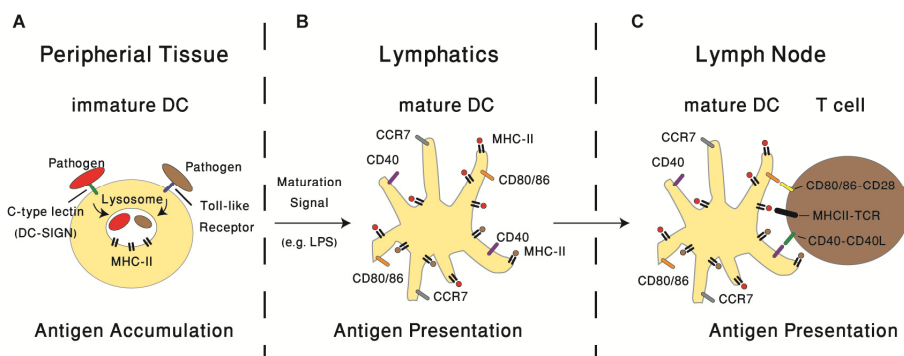 A
Peripherial Tissue
immature DC
Pathogen
Pathogen
Lysosome
C-type lectin
(DC-SIGN)
Toll-like
Receptor
MHC-II
Antigen Accumulation
Maturation
Signal
(e.g. LPS)
B
Lymphatics
mature DC
CCR7
MHC-II
CD40
CD80/86
CD40
MHC-II
CD80/86
CCR7
Antigen Presentation
C
Lymph Node
mature DC
T cell
CCR7
CD40
CD80/86-CD28
MHCII-TCR
CD40-CD40L
CD80/86
CCR7
Antigen Presentation